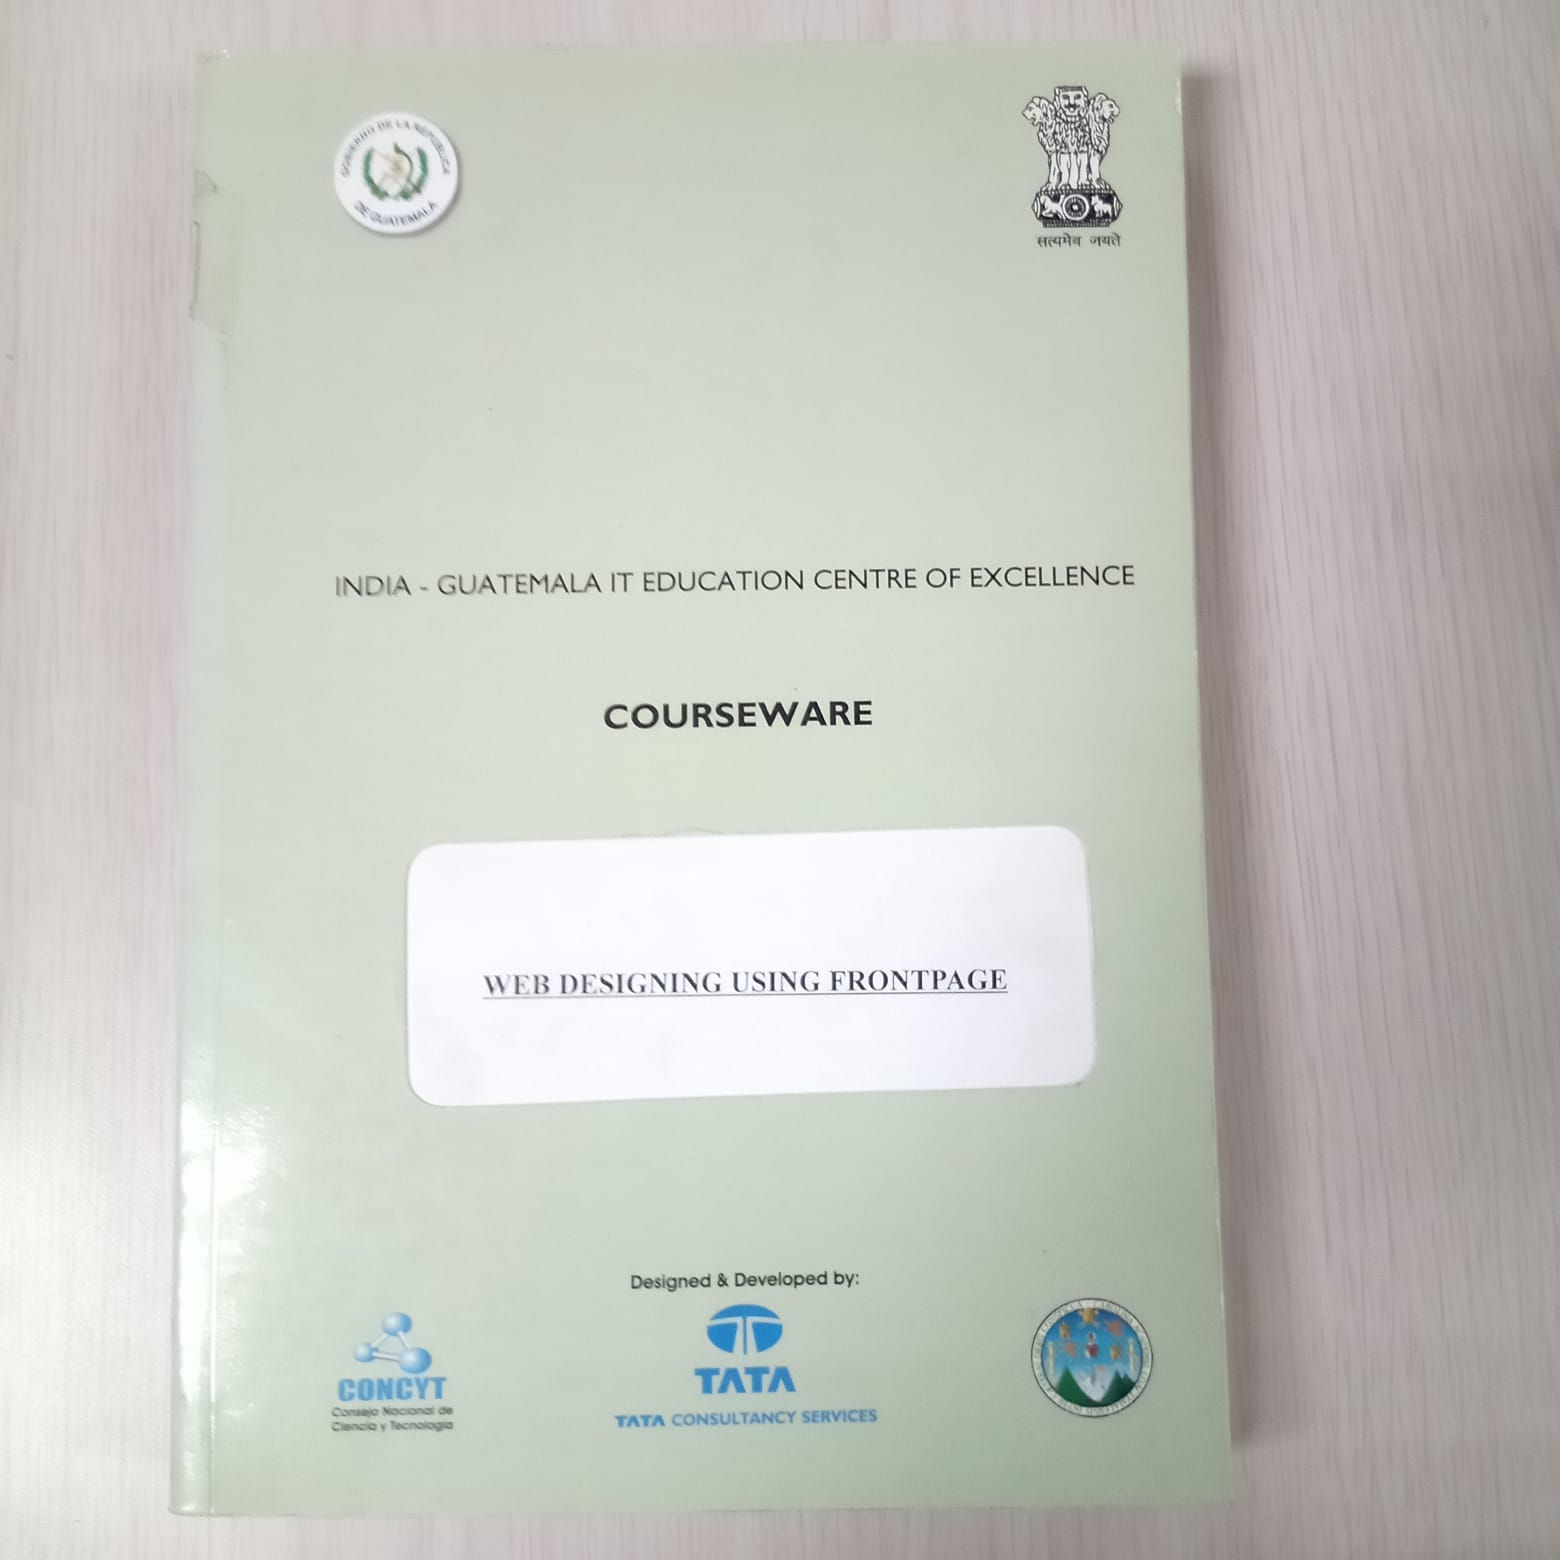 GOBIERNO DE LA REPUBLICA
DE GUATEMALA
सत्यमेव जयते
INDIA - GUATEMALA IT EDUCATION CENTRE OF EXCELLENCE
COURSEWARE
WEB DESIGNING USING FRONTPAGE
Designed & Developed by:
CONCYT
Consejo Nacional de
Ciencia y Tecnología
TATA
TATA CONSULTANCY SERVICES